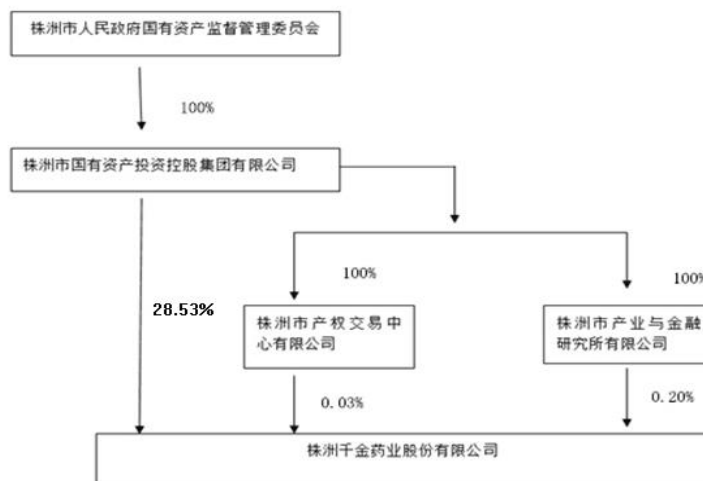 株洲市人民政府国有资产监督管理委员会
100%
株洲市国有资产投资控股集团有限公司
100%
100%
28.53%
株洲市产权交易中
心有限公司
株洲市产业与金融
研究所有限公司
0.03%
0.20%
株洲千金药业股份有限公司